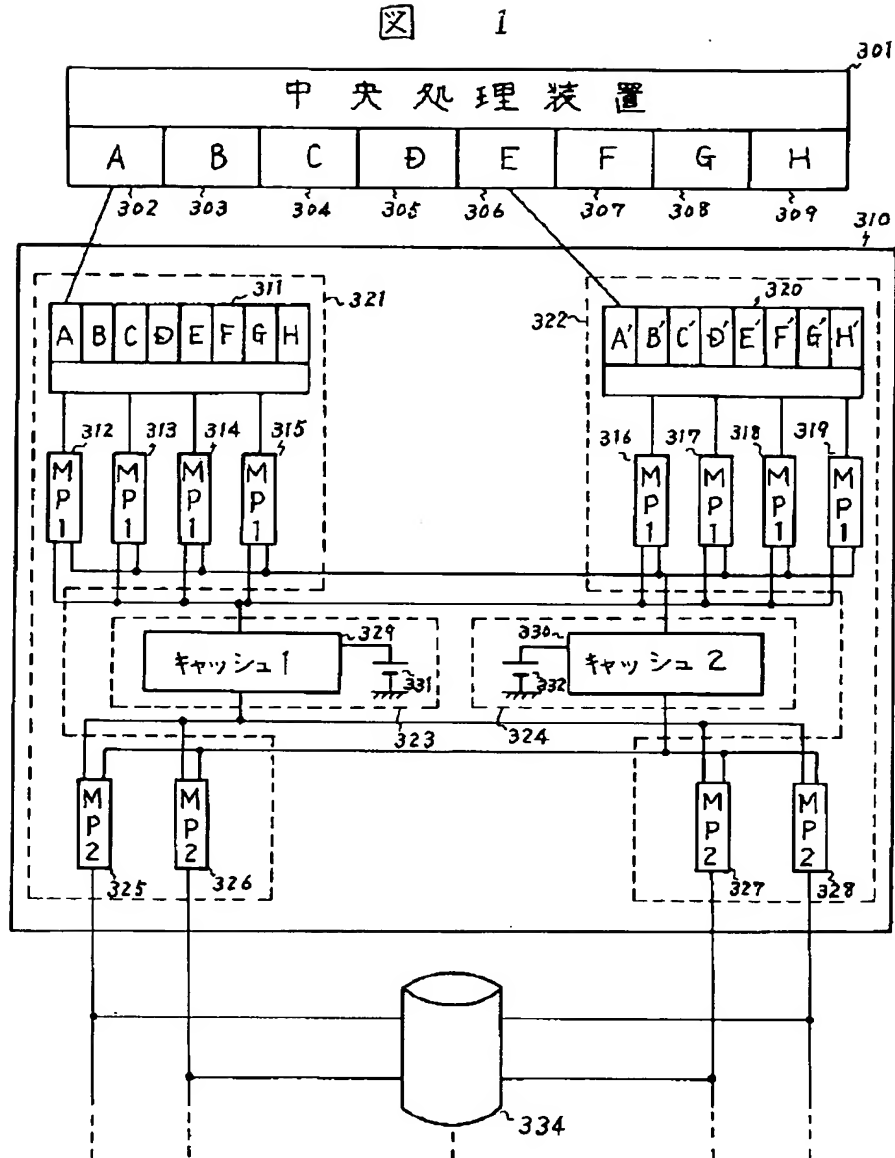 図 1
301
中央処理装置
A B C D E F G H
302 303 304 305 306 307 308 309
310
311 321 322 320
A B C D E F G H
A' B' C' D' E' F' G' H'
312 313 314 315
316 317 318 319
MP1 MP1 MP1 MP1
MP1 MP1 MP1 MP1
329 330
キャッシュ1
キャッシュ2
331 332
323 324
MP2 MP2
MP2 MP2
325 326 327 328
334